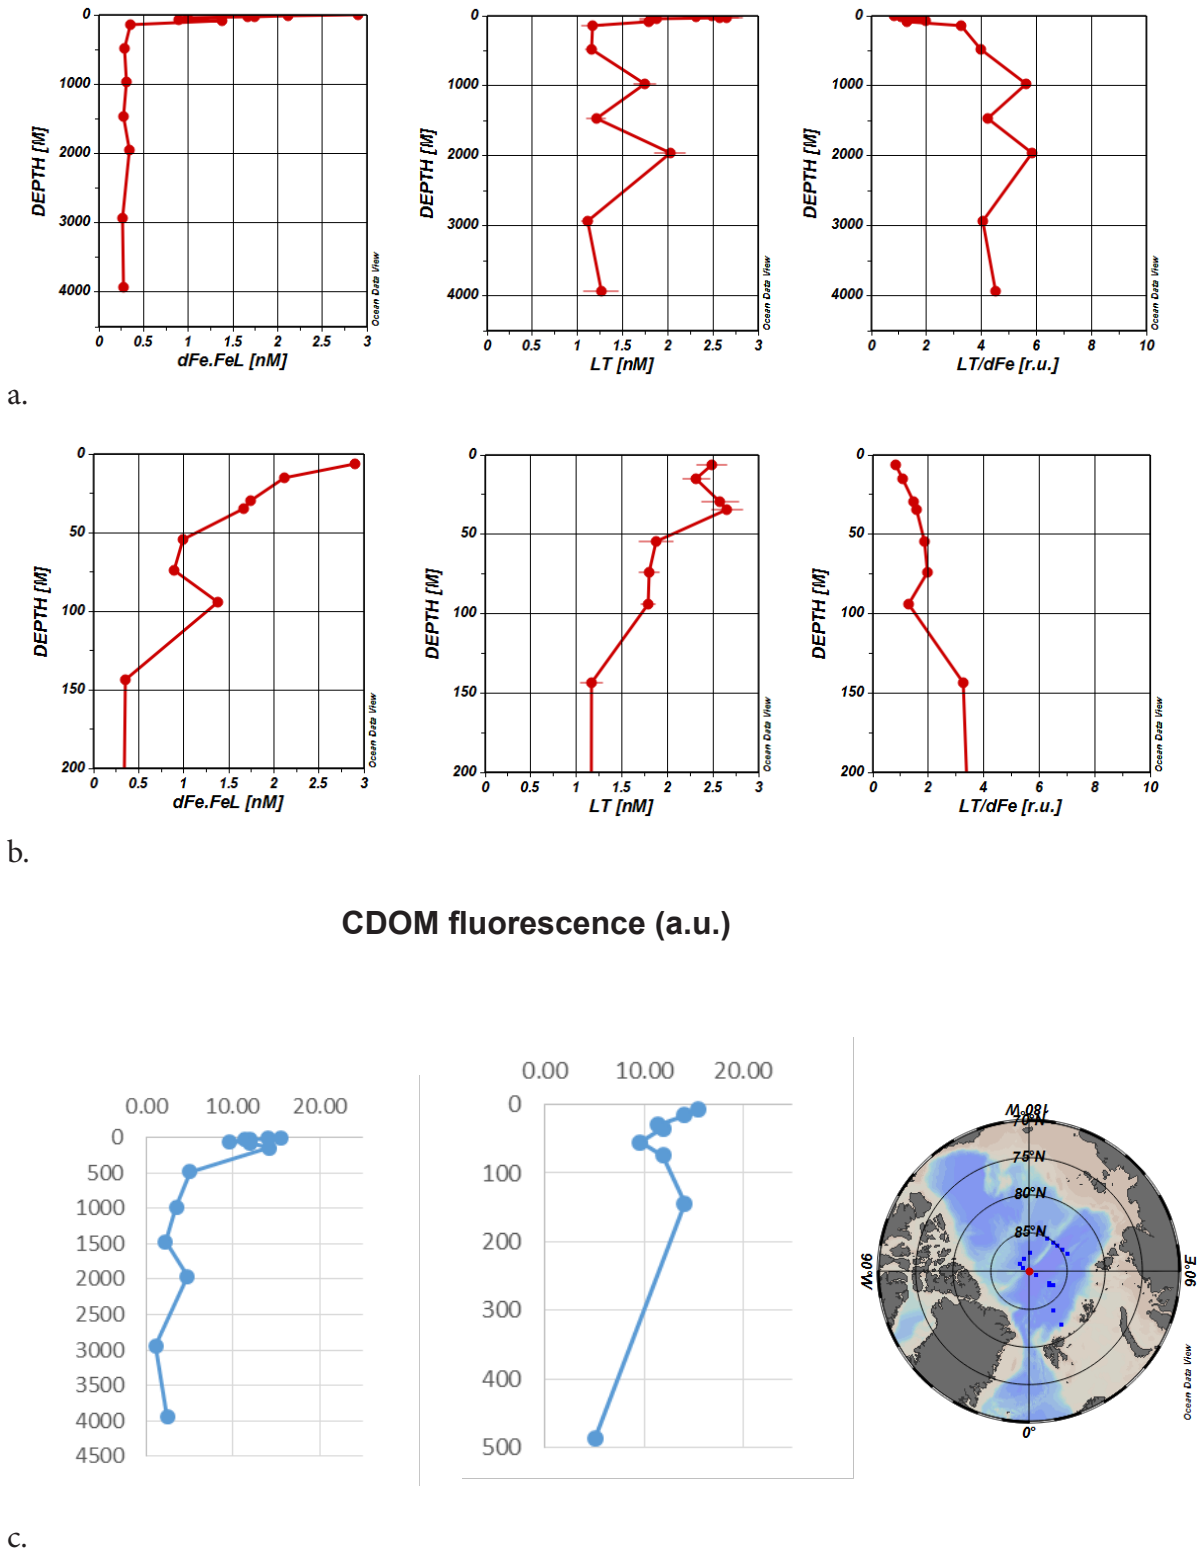 0
1000
2000
3000
4000
DEPTH [M]
0 0.5 1 1.5 2 2.5 3
dFe.FeL [nM]
Ocean Data View
0
1000
2000
3000
4000
DEPTH [M]
0 0.5 1 1.5 2 2.5 3
LT [nM]
Ocean Data View
0
1000
2000
3000
4000
DEPTH [M]
0 2 4 6 8 10
LT/dFe [r.u.]
Ocean Data View
a.
0
50
100
150
200
DEPTH [M]
0 0.5 1 1.5 2 2.5 3
dFe.FeL [nM]
Ocean Data View
0
50
100
150
200
DEPTH [M]
0 0.5 1 1.5 2 2.5 3
LT [nM]
Ocean Data View
0
50
100
150
200
DEPTH [M]
0 2 4 6 8 10
LT/dFe [r.u.]
Ocean Data View
b.
CDOM fluorescence (a.u.)
0.00 10.00 20.00
0
500
1000
1500
2000
2500
3000
3500
4000
4500
0.00 10.00 20.00
0
100
200
300
400
500
180°W
70°N
75°N
80°N
85°N
90°W
90°E
0°
Ocean Data View
c.